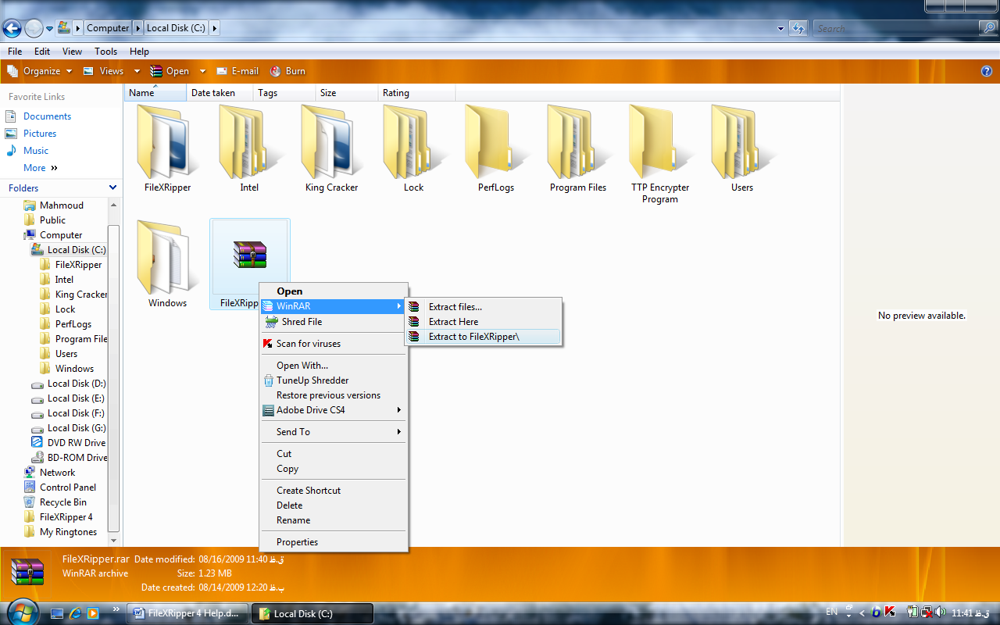 Computer
Local Disk (C:)
Search
File Edit View Tools Help
Organize Views Open E-mail Burn
Favorite Links
Documents
Pictures
Music
More »
Folders
Mahmoud
Public
Computer
Local Disk (C:)
FileXRipper
Intel
King Cracker
Lock
PerfLogs
Program File
Users
Windows
Local Disk (D:)
Local Disk (E:)
Local Disk (F:)
Local Disk (G:)
DVD RW Drive
BD-ROM Drive
Network
Control Panel
Recycle Bin
FileXRipper 4
My Ringtones
Name Date taken Tags Size Rating
FileXRipper
Intel
King Cracker
Lock
PerfLogs
Program Files
TTP Encrypter
Program
Users
Windows
FileXRipp
Open
WinRAR
Shred File
Scan for viruses
Open With...
TuneUp Shredder
Restore previous versions
Adobe Drive CS4
Send To
Cut
Copy
Create Shortcut
Delete
Rename
Properties
Extract files...
Extract Here
Extract to FileXRipper\
No preview available.
FileXRipper.rar Date modified: 08/16/2009 11:40 ق.ظ
WinRAR archive Size: 1.23 MB
Date created: 08/14/2009 12:20 ب.ظ
FileXRipper 4 Help.d...
Local Disk (C:)
EN
11:41 ق.ظ